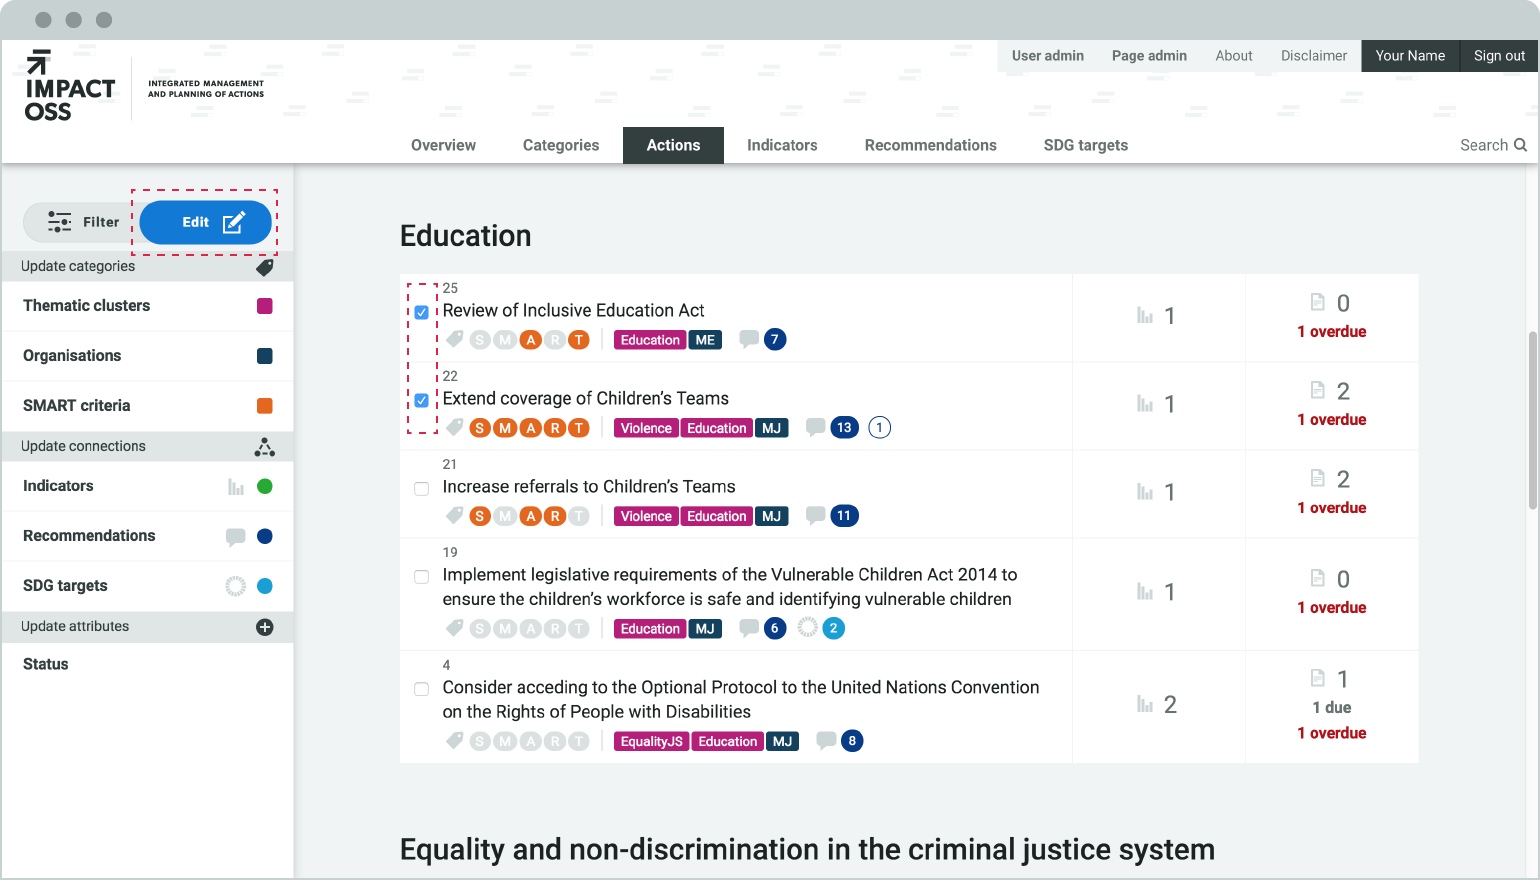 User admin
Page admin
About
Disclaimer
Your Name
Sign out
IMPACT
OSS
INTEGRATED MANAGEMENT
AND PLANNING OF ACTIONS
Overview
Categories
Actions
Indicators
Recommendations
SDG targets
Search
Filter
Edit
Update categories
Thematic clusters
Organisations
SMART criteria
Update connections
Indicators
Recommendations
SDG targets
Update attributes
Status
Education
25
Review of Inclusive Education Act
S M A R T Education ME 7
1
0
1 overdue
22
Extend coverage of Children’s Teams
S M A R T Violence Education MJ 13 1
1
2
1 overdue
21
Increase referrals to Children’s Teams
S M A R T Violence Education MJ 11
1
2
1 overdue
19
Implement legislative requirements of the Vulnerable Children Act 2014 to
ensure the children’s workforce is safe and identifying vulnerable children
S M A R T Education MJ 6 2
1
0
1 overdue
4
Consider acceding to the Optional Protocol to the United Nations Convention
on the Rights of People with Disabilities
S M A R T EqualityJS Education MJ 8
2
1
1 due
1 overdue
Equality and non-discrimination in the criminal justice system